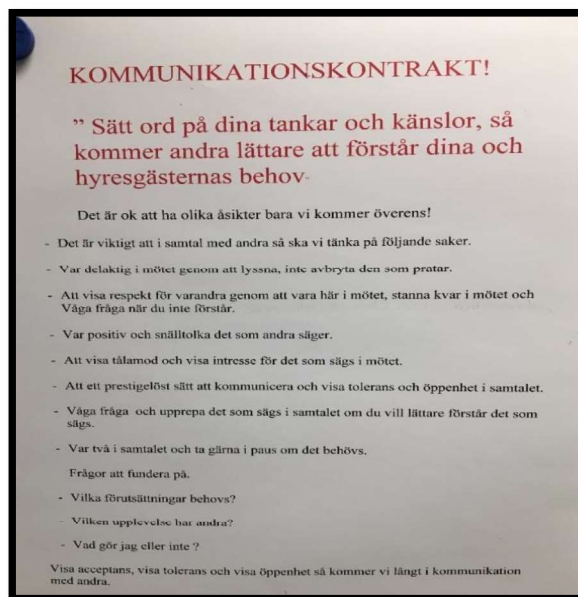 KOMMUNIKATIONSKONTRAKT!
” Sätt ord på dina tankar och känslor, så
kommer andra lättare att förstår dina och
hyresgästernas behov-
Det är ok att ha olika åsikter bara vi kommer överens!
- Det är viktigt att i samtal med andra så ska vi tänka på följande saker.
- Var delaktig i mötet genom att lyssna, inte avbryta den som pratar.
- Att visa respekt för varandra genom att vara här i mötet, stanna kvar i mötet och
Våga fråga när du inte förstår.
- Var positiv och snälltolka det som andra säger.
- Att visa tålamod och visa intresse för det som sägs i mötet.
- Att ett prestigelöst sätt att kommunicera och visa tolerans och öppenhet i samtalet.
- Våga fråga och upprepa det som sägs i samtalet om du vill lättare förstår det som
sägs.
- Var två i samtalet och ta gärna i paus om det behövs.
Frågor att fundera på.
- Vilka förutsättningar behovs?
- Vilken upplevelse har andra?
- Vad gör jag eller inte ?
Visa acceptans, visa tolerans och visa öppenhet så kommer vi långt i kommunikation
med andra.